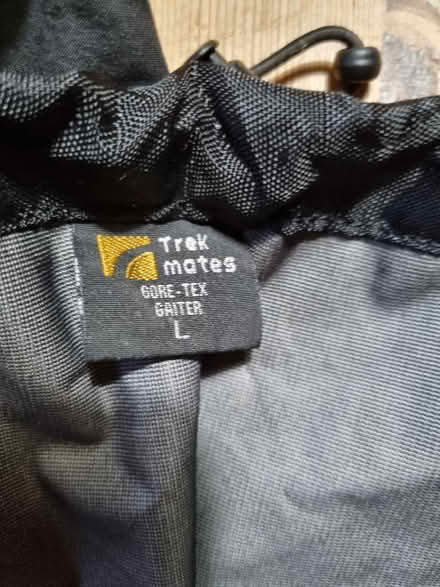 Trek
mates
GORE-TEX
GAITER
L